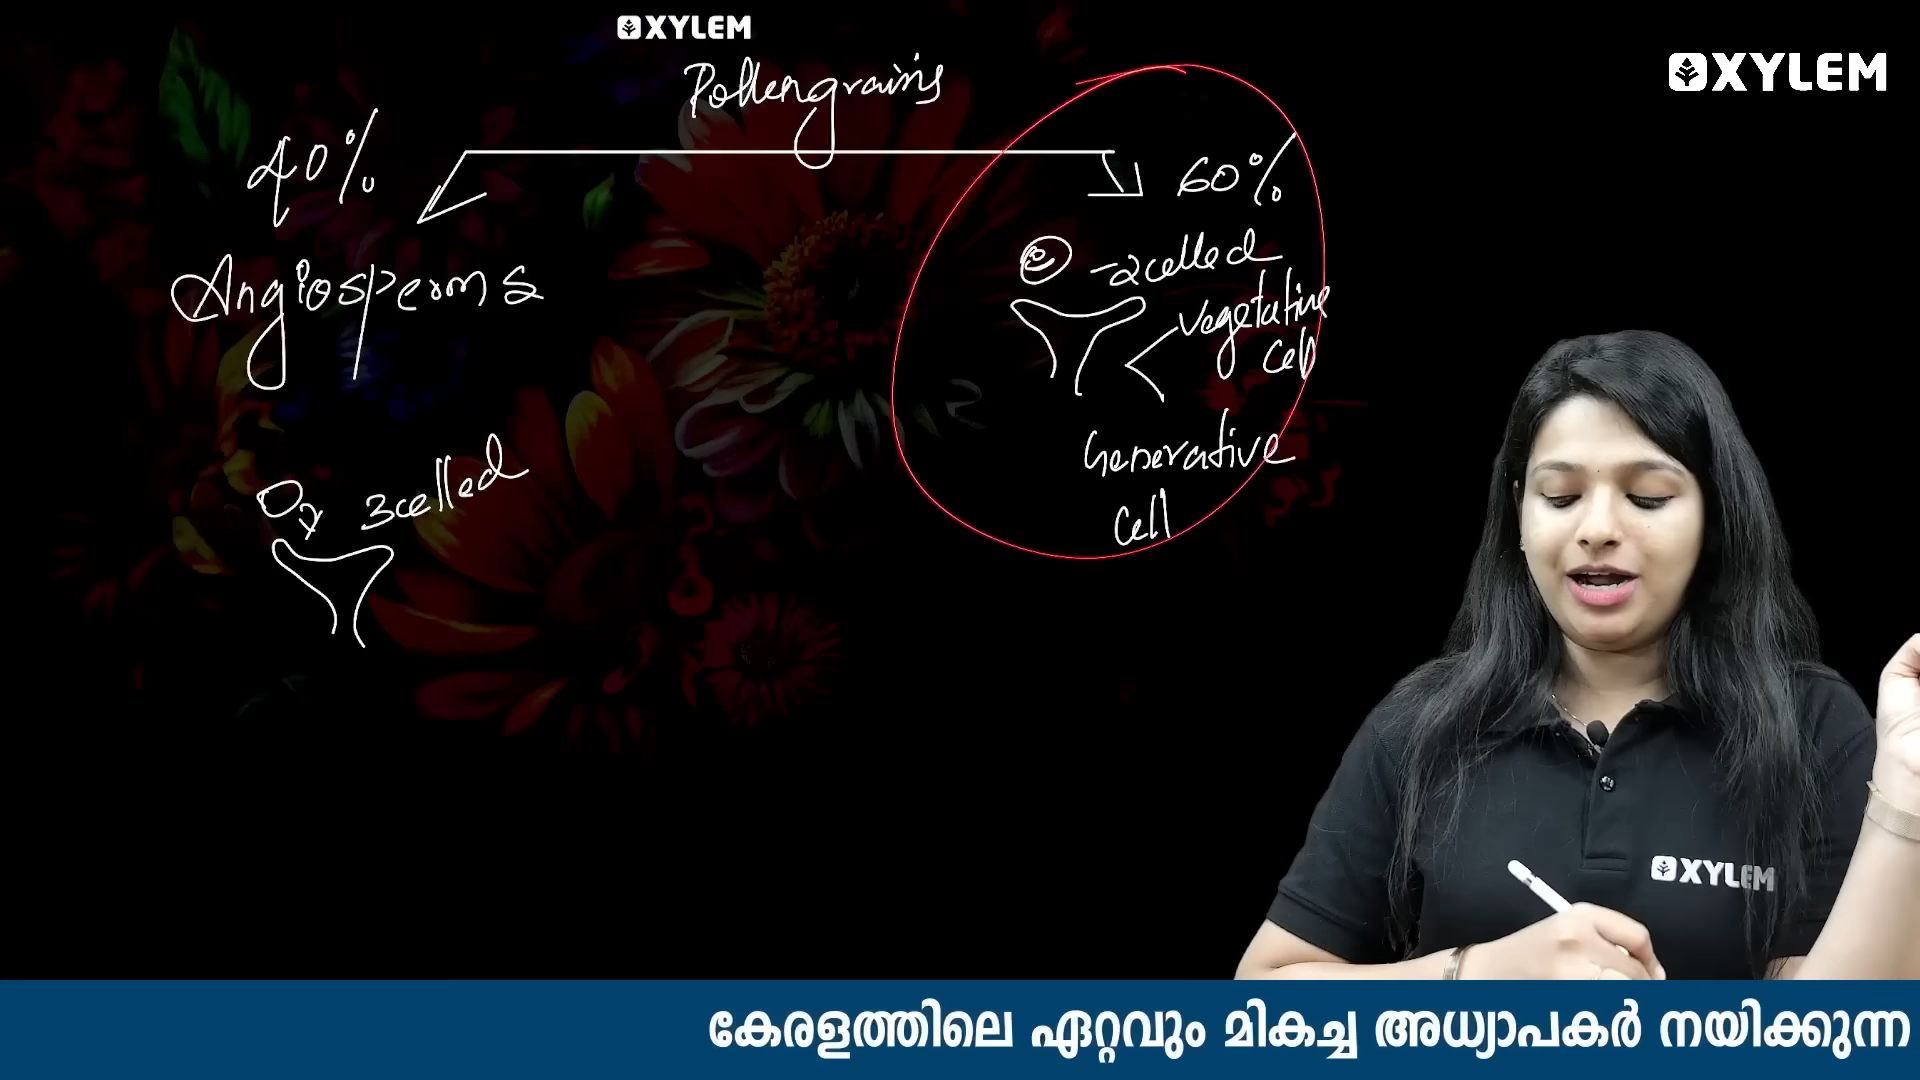 XYLEM
XYLEM
Pollengrains
40%
60%
Angiosperms
-2celled
Vegetative
Cell
Generative
Cell
3celled
XYLEM
കേരളത്തിലെ ഏറ്റവും മികച്ച അധ്യാപകർ നയിക്കുന്ന